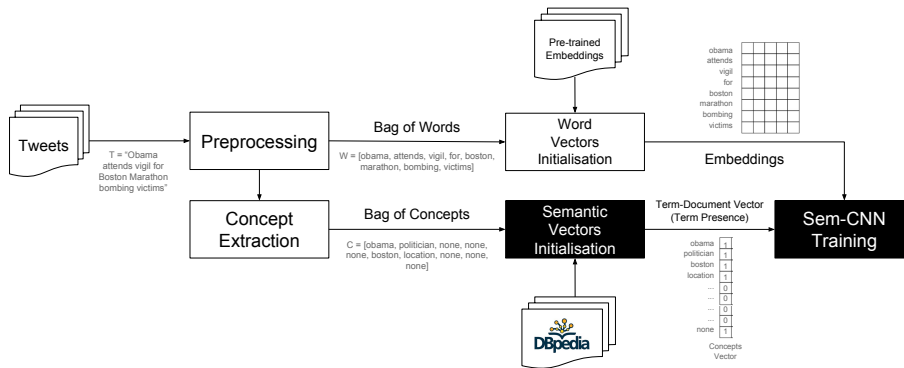 Pre-trained
Embeddings
obama
attends
vigil
for
boston
marathon
bombing
victims
Tweets
T = “Obama
attends vigil for
Boston Marathon
bombing victims”
Preprocessing
Bag of Words
W = [obama, attends, vigil, for, boston,
marathon, bombing, victims]
Word
Vectors
Initialisation
Embeddings
Concept
Extraction
Bag of Concepts
C = [obama, politician, none, none,
none, boston, location, none, none,
none]
Semantic
Vectors
Initialisation
Term-Document Vector
(Term Presence)
Sem-CNN
Training
obama 1
politician 1
boston 1
location 1
... 0
... 0
... 0
... 0
none 1
Concepts
Vector
DBpedia